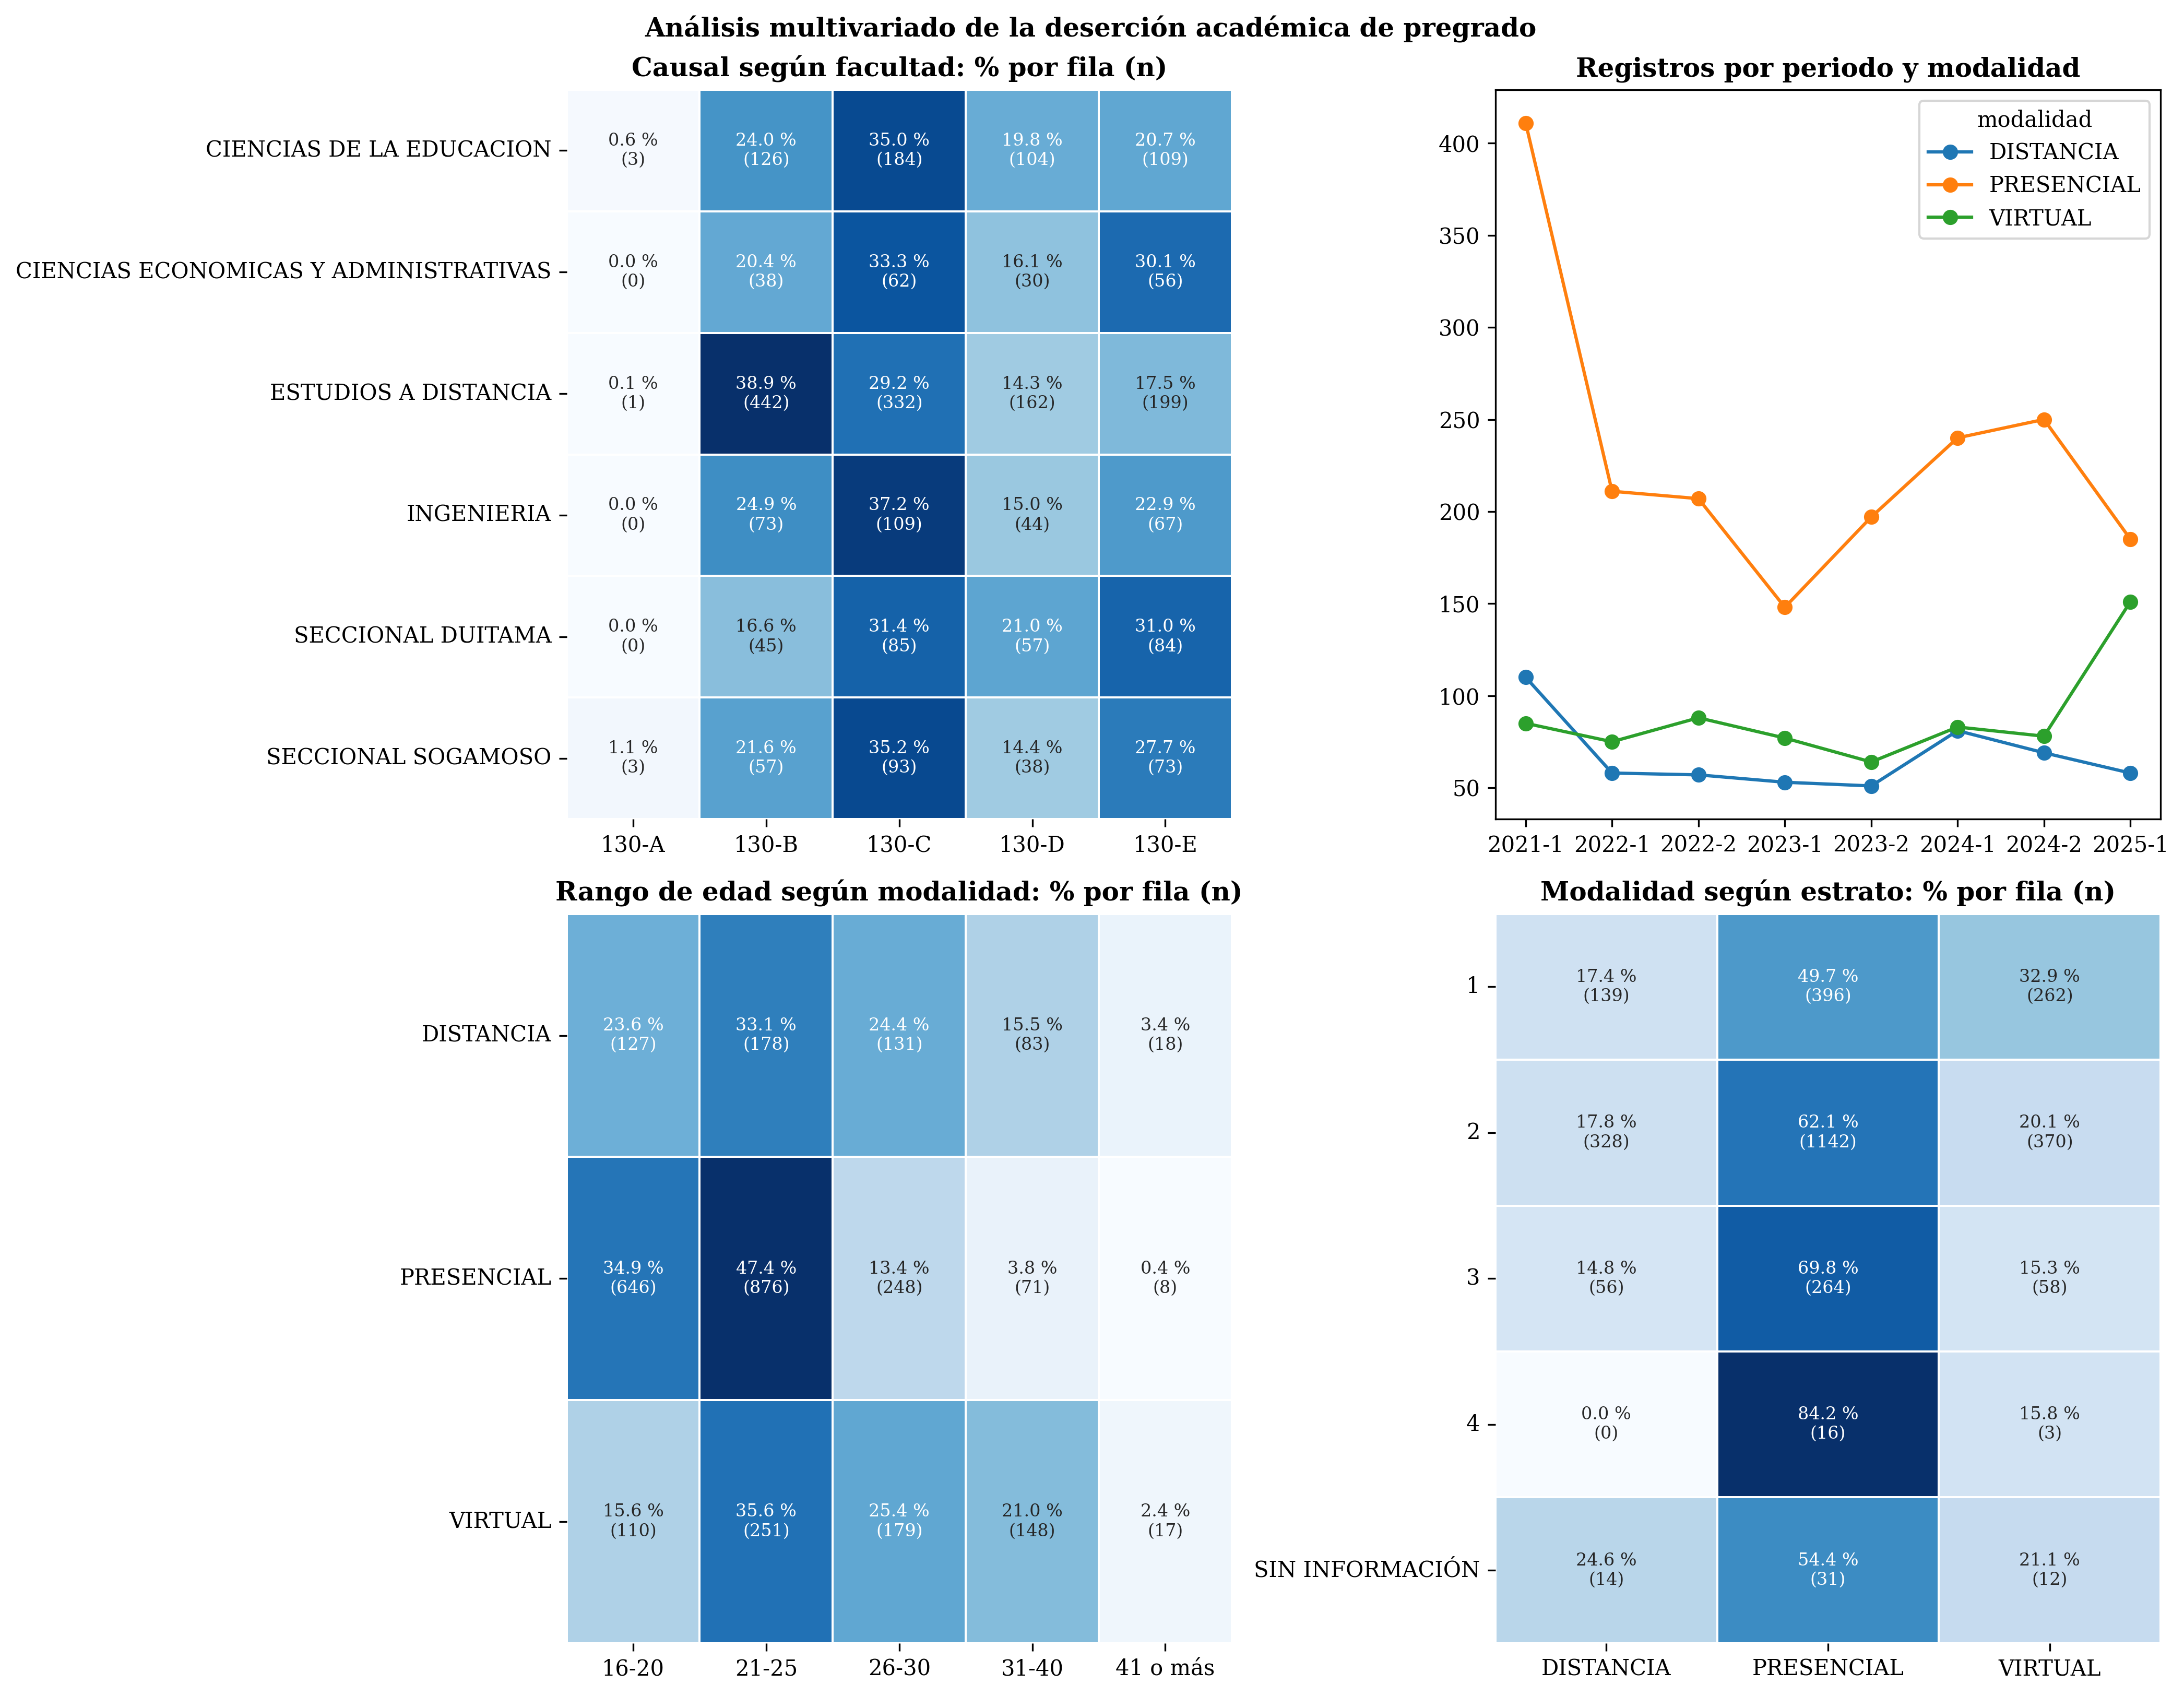 Análisis multivariado de la deserción académica de pregrado
Causal según facultad: % por fila (n)
CIENCIAS DE LA EDUCACION
0.6 % 24.0 % 35.0 % 19.8 % 20.7 %
(3) (126) (184) (104) (109)
CIENCIAS ECONOMICAS Y ADMINISTRATIVAS
0.0 % 20.4 % 33.3 % 16.1 % 30.1 %
(0) (38) (62) (30) (56)
ESTUDIOS A DISTANCIA
0.1 % 38.9 % 29.2 % 14.3 % 17.5 %
(1) (442) (332) (162) (199)
INGENIERIA
0.0 % 24.9 % 37.2 % 15.0 % 22.9 %
(0) (73) (109) (44) (67)
SECCIONAL DUITAMA
0.0 % 16.6 % 31.4 % 21.0 % 31.0 %
(0) (45) (85) (57) (84)
SECCIONAL SOGAMOSO
1.1 % 21.6 % 35.2 % 14.4 % 27.7 %
(3) (57) (93) (38) (73)
130-A 130-B 130-C 130-D 130-E
Registros por periodo y modalidad
modalidad
DISTANCIA
PRESENCIAL
VIRTUAL
400
350
300
250
200
150
100
50
2021-1 2022-1 2022-2 2023-1 2023-2 2024-1 2024-2 2025-1
Rango de edad según modalidad: % por fila (n)
DISTANCIA
23.6 % 33.1 % 24.4 % 15.5 % 3.4 %
(127) (178) (131) (83) (18)
PRESENCIAL
34.9 % 47.4 % 13.4 % 3.8 % 0.4 %
(646) (876) (248) (71) (8)
VIRTUAL
15.6 % 35.6 % 25.4 % 21.0 % 2.4 %
(110) (251) (179) (148) (17)
16-20 21-25 26-30 31-40 41 o más
Modalidad según estrato: % por fila (n)
1
17.4 % 49.7 % 32.9 %
(139) (396) (262)
2
17.8 % 62.1 % 20.1 %
(328) (1142) (370)
3
14.8 % 69.8 % 15.3 %
(56) (264) (58)
4
0.0 % 84.2 % 15.8 %
(0) (16) (3)
SIN INFORMACIÓN
24.6 % 54.4 % 21.1 %
(14) (31) (12)
DISTANCIA PRESENCIAL VIRTUAL